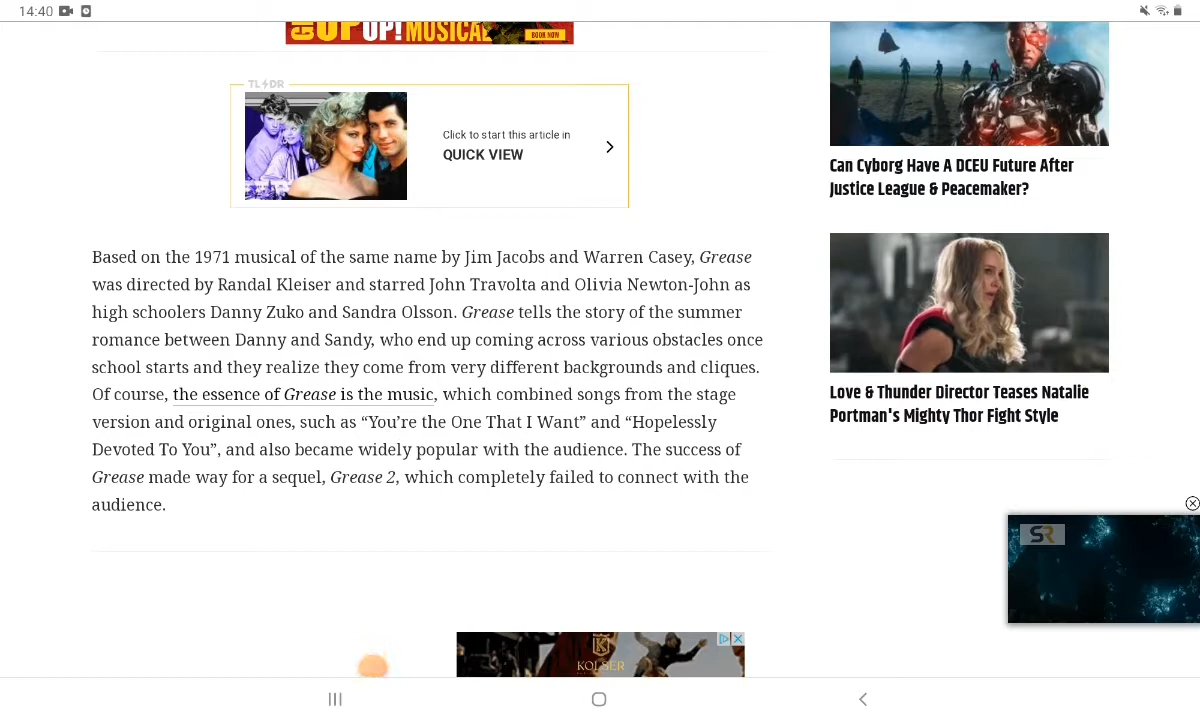 14:40
UP UP! MUSICAL
BOOK NOW
TL DR
Click to start this article in
QUICK VIEW
Based on the 1971 musical of the same name by Jim Jacobs and Warren Casey, Grease
was directed by Randal Kleiser and starred John Travolta and Olivia Newton-John as
high schoolers Danny Zuko and Sandra Olsson. Grease tells the story of the summer
romance between Danny and Sandy, who end up coming across various obstacles once
school starts and they realize they come from very different backgrounds and cliques.
Of course, the essence of Grease is the music, which combined songs from the stage
version and original ones, such as “You’re the One That I Want” and “Hopelessly
Devoted To You”, and also became widely popular with the audience. The success of
Grease made way for a sequel, Grease 2, which completely failed to connect with the
audience.
Can Cyborg Have A DCEU Future After
Justice League & Peacemaker?
Love & Thunder Director Teases Natalie
Portman's Mighty Thor Fight Style
SR
K
KOLSER